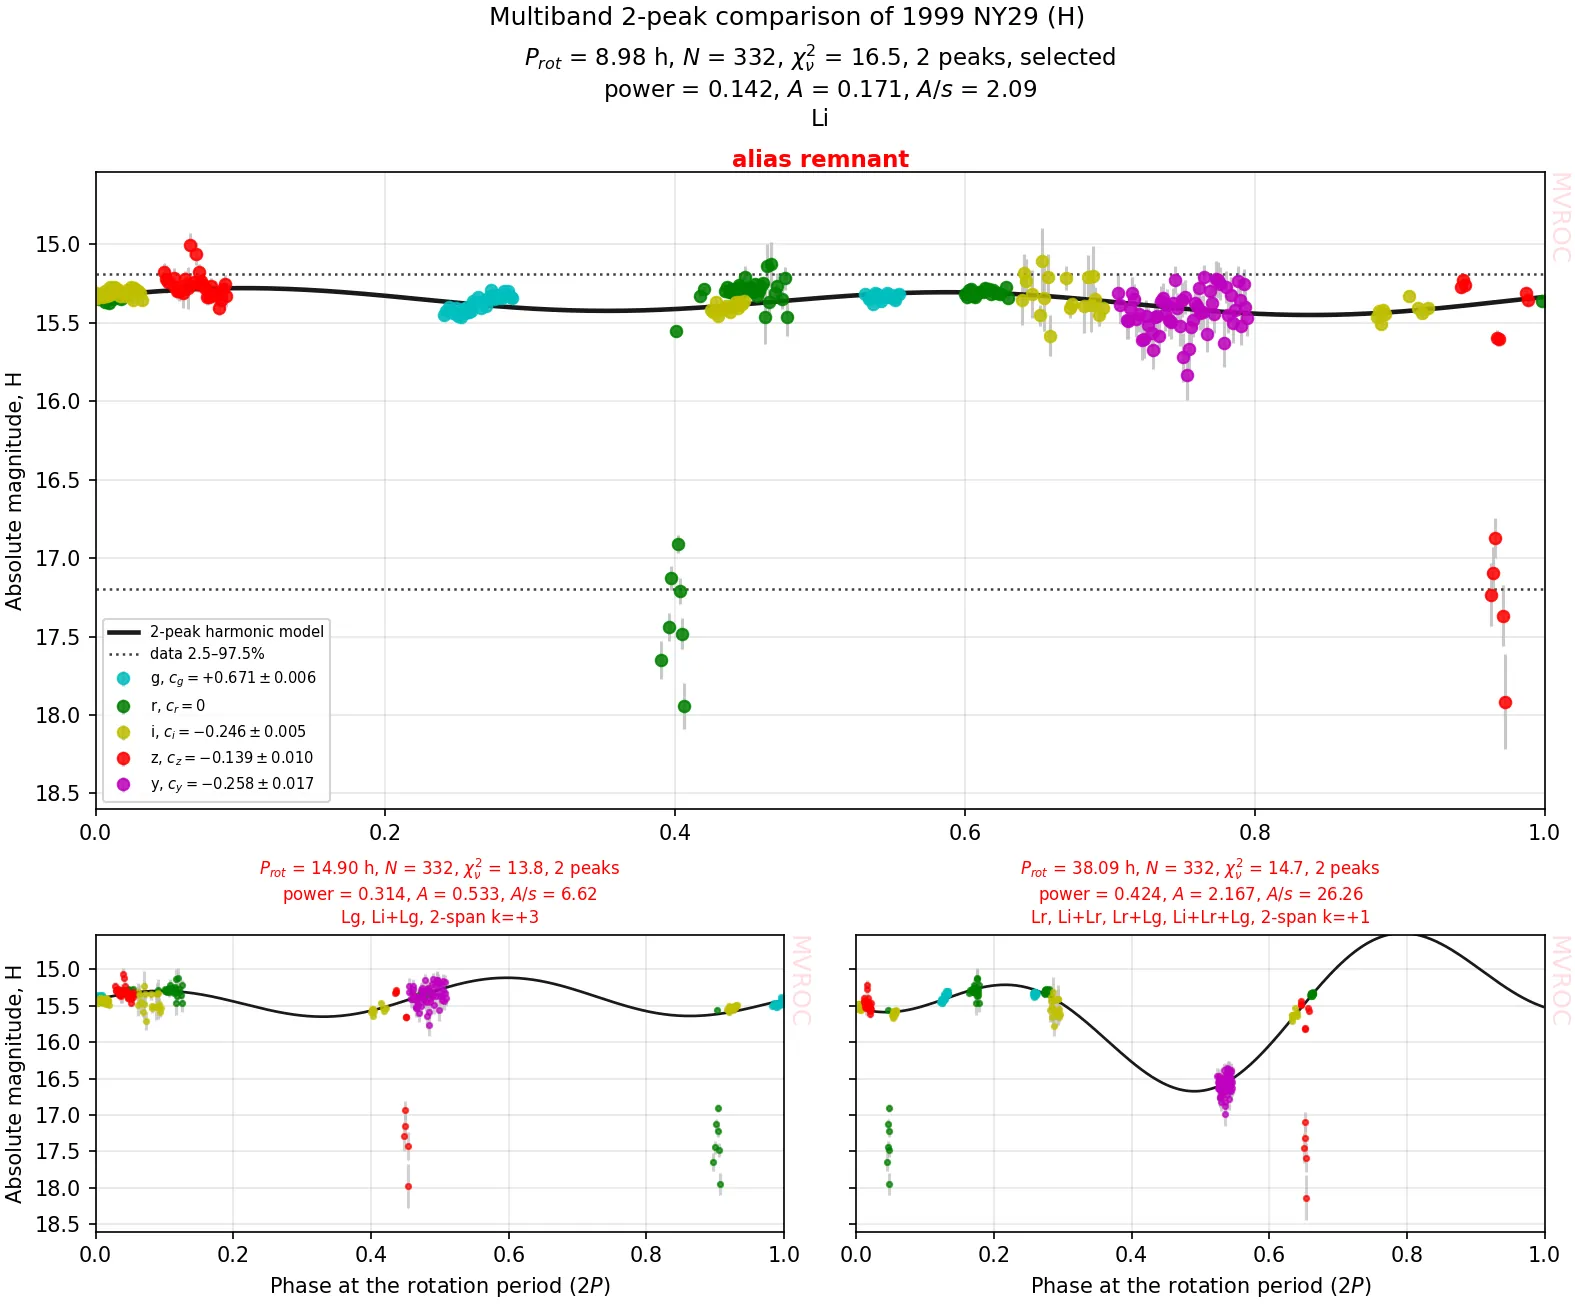 Multiband 2-peak comparison of 1999 NY29 (H)
P_rot = 8.98 h, N = 332, χ²_ν = 16.5, 2 peaks, selected
power = 0.142, A = 0.171, A/s = 2.09
Li
alias remnant
MVROC
Absolute magnitude, H
15.0
15.5
16.0
16.5
17.0
17.5
18.0
18.5
2-peak harmonic model
data 2.5–97.5%
g, c_g = +0.671 ± 0.006
r, c_r = 0
i, c_i = −0.246 ± 0.005
z, c_z = −0.139 ± 0.010
y, c_y = −0.258 ± 0.017
0.0 0.2 0.4 0.6 0.8 1.0
P_rot = 14.90 h, N = 332, χ²_ν = 13.8, 2 peaks
power = 0.314, A = 0.533, A/s = 6.62
Lg, Li+Lg, 2-span k=+3
MVROC
Absolute magnitude, H
15.0
15.5
16.0
16.5
17.0
17.5
18.0
18.5
0.0 0.2 0.4 0.6 0.8 1.0
Phase at the rotation period (2P)
P_rot = 38.09 h, N = 332, χ²_ν = 14.7, 2 peaks
power = 0.424, A = 2.167, A/s = 26.26
Lr, Li+Lr, Lr+Lg, Li+Lr+Lg, 2-span k=+1
MVROC
0.0 0.2 0.4 0.6 0.8 1.0
Phase at the rotation period (2P)